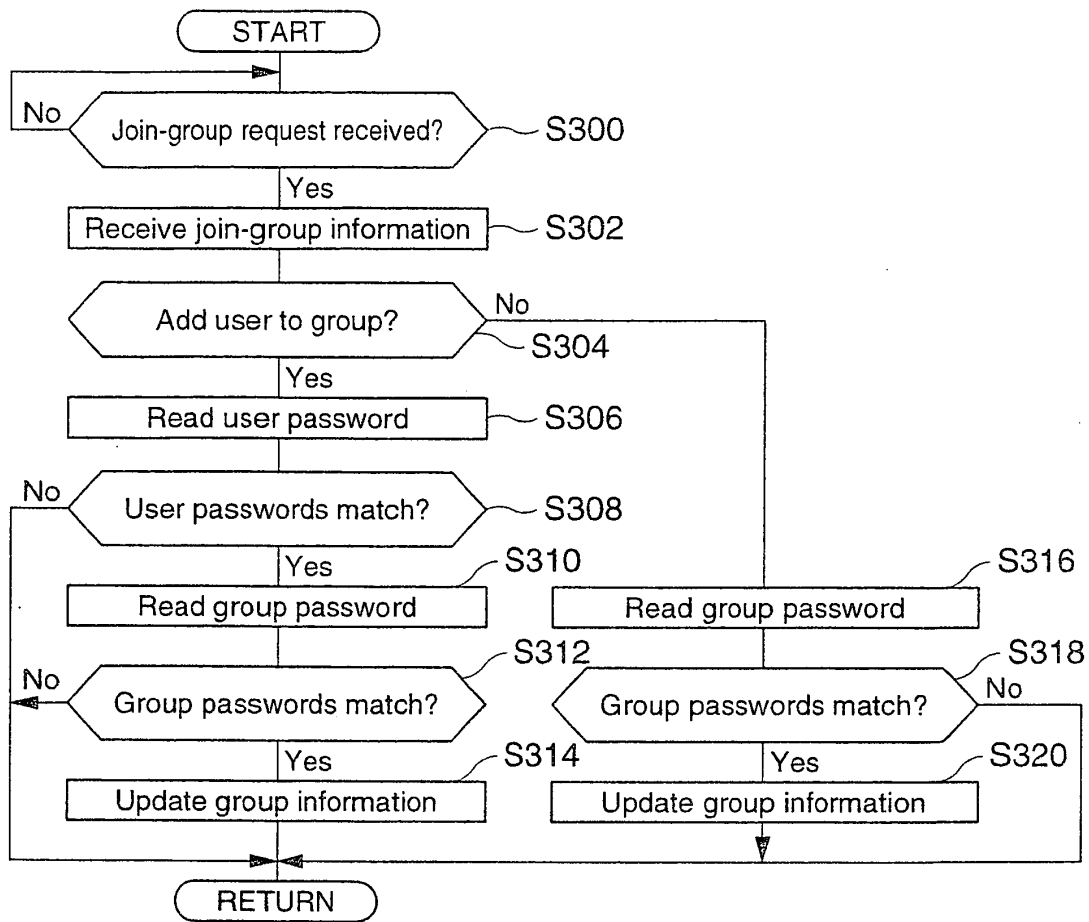 START
No
Join-group request received?
S300
Yes
Receive join-group information
S302
No
Add user to group?
S304
Yes
Read user password
S306
No
User passwords match?
S308
Yes
S310
S316
Read group password
Read group password
S312
S318
No
Group passwords match?
Group passwords match?
No
Yes
S314
Yes
S320
Update group information
Update group information
RETURN